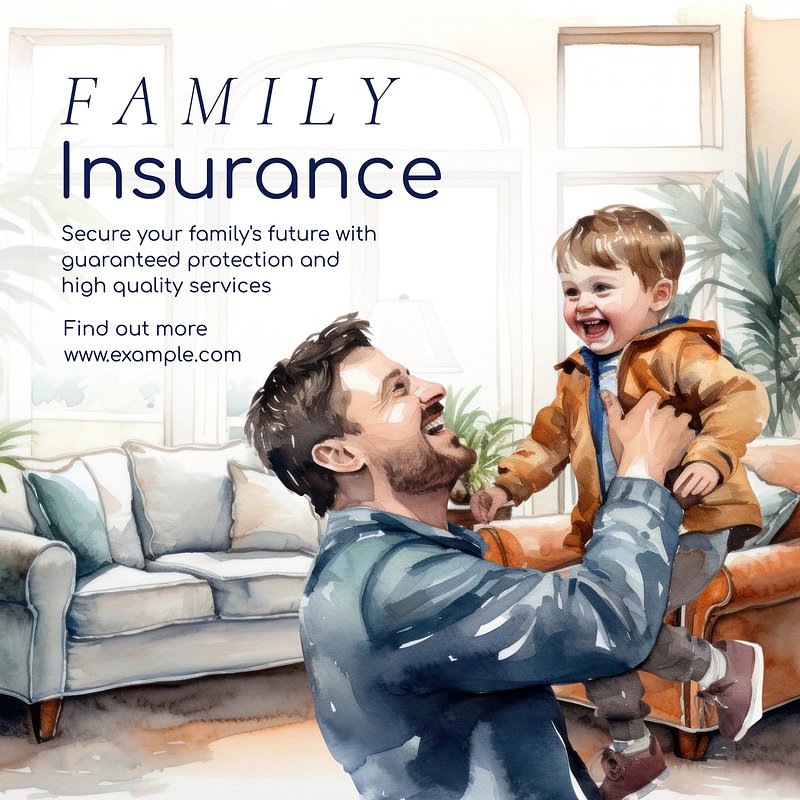 FAMILY
Insurance
Secure your family's future with
guaranteed protection and
high quality services
Find out more
www.example.com